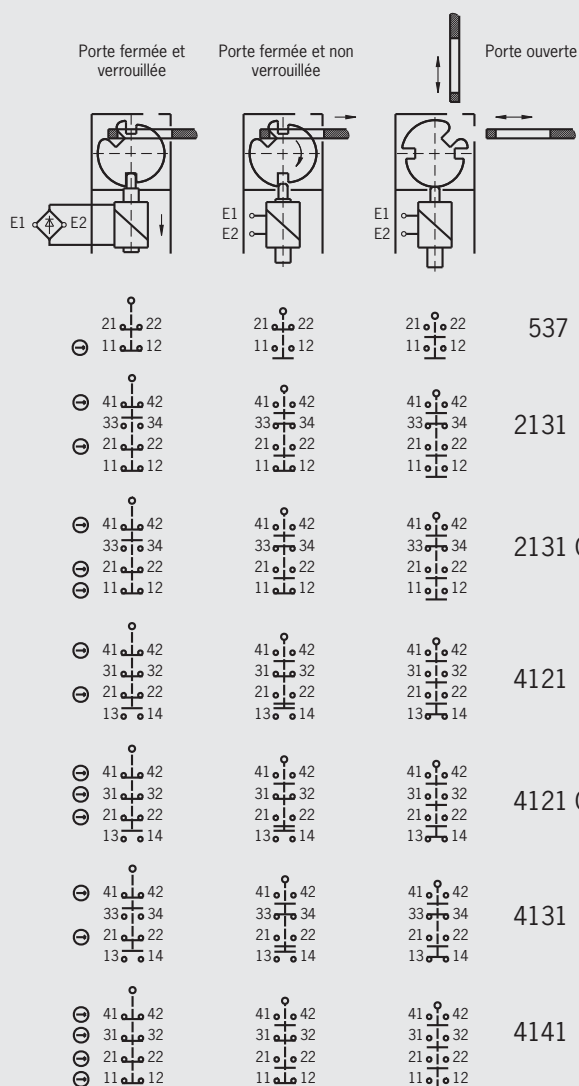 Porte fermée et
verrouillée
Porte fermée et non
verrouillée
Porte ouverte
E1 E2
E1
E2
E1
E2
21 22 21 22 21 22 537
11 12 11 12 11 12
41 42 41 42 41 42
33 34 33 34 33 34 2131
21 22 21 22 21 22
11 12 11 12 11 12
41 42 41 42 41 42
33 34 33 34 33 34 2131
21 22 21 22 21 22
11 12 11 12 11 12
41 42 41 42 41 42
31 32 31 32 31 32 4121
21 22 21 22 21 22
13 14 13 14 13 14
41 42 41 42 41 42
31 32 31 32 31 32 4121
21 22 21 22 21 22
13 14 13 14 13 14
41 42 41 42 41 42
33 34 33 34 33 34 4131
21 22 21 22 21 22
13 14 13 14 13 14
41 42 41 42 41 42
31 32 31 32 31 32 4141
21 22 21 22 21 22
11 12 11 12 11 12